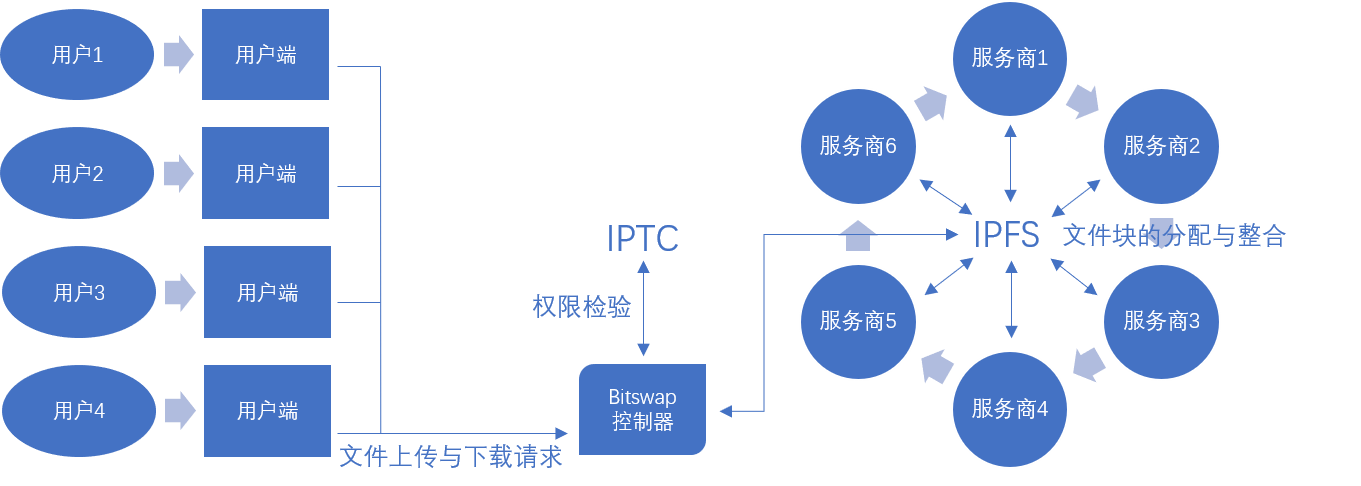 用户1
用户端
用户2
用户端
用户3
用户端
用户4
用户端
文件上传与下载请求
IPTC
权限检验
Bitswap
控制器
服务商1
服务商6
服务商2
IPFS
文件块的分配与整合
服务商5
服务商3
服务商4